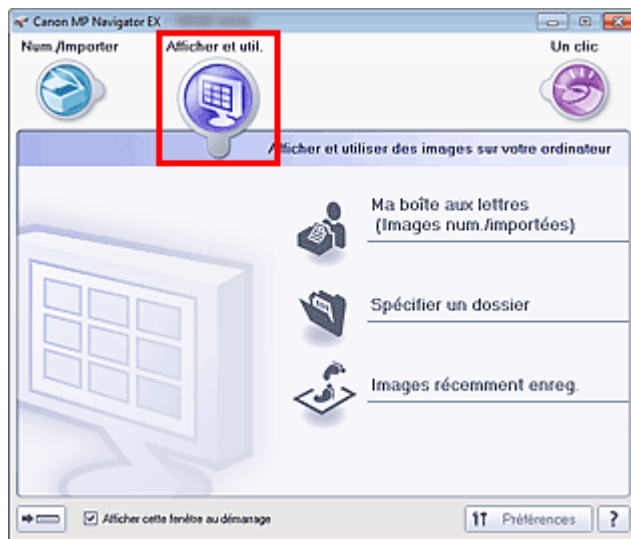 Canon MP Navigator EX
Num./Importer
Afficher et util.
Un clic
Afficher et utiliser des images sur votre ordinateur
Ma boîte aux lettres
(Images num./importées)
Spécifier un dossier
Images récemment enreg.
Afficher cette fenêtre au démarrage
Préférences
?